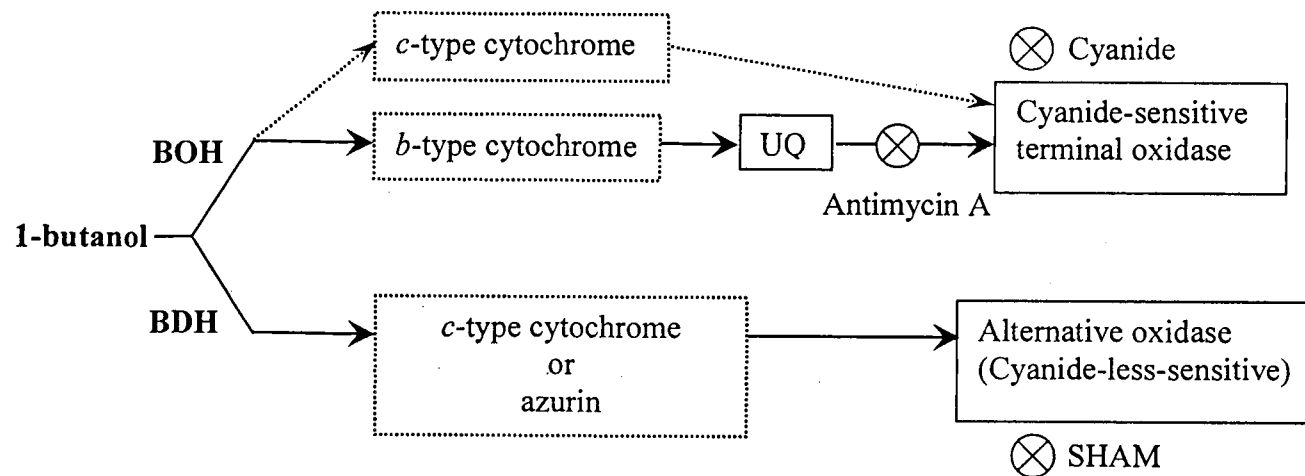 c-type cytochrome
Cyanide
Cyanide-sensitive
terminal oxidase
BOH
b-type cytochrome
UQ
Antimycin A
1-butanol
BDH
c-type cytochrome
or
azurin
Alternative oxidase
(Cyanide-less-sensitive)
SHAM